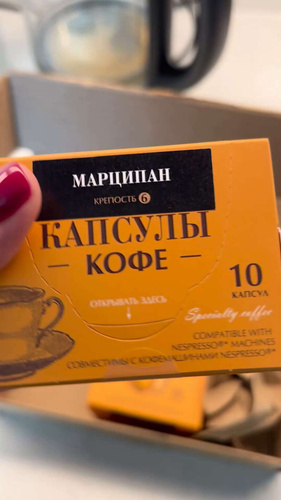 МАРЦИПАН
КРЕПОСТЬ 6
КАПСУЛЫ
— КОФЕ —
10
КАПСУЛ
ОТКРЫВАТЬ ЗДЕСЬ
Specialty coffee
COMPATIBLE WITH
NESPRESSO®* MACHINES
СОВМЕСТИМЫ С КОФЕМАШИНАМИ NESPRESSO®*